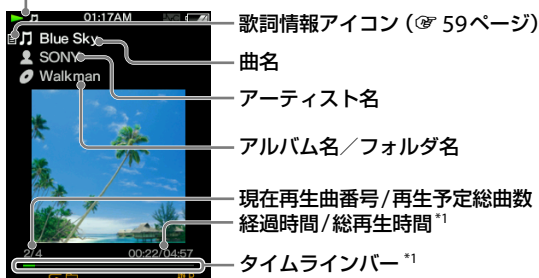 01:17AM
歌詞情報アイコン（☞ 59ページ）
Blue Sky
曲名
SONY
アーティスト名
Walkman
アルバム名／フォルダ名
現在再生曲番号/再生予定総曲数
2/4
経過時間/総再生時間*1
00:22/04:57
タイムラインバー*1